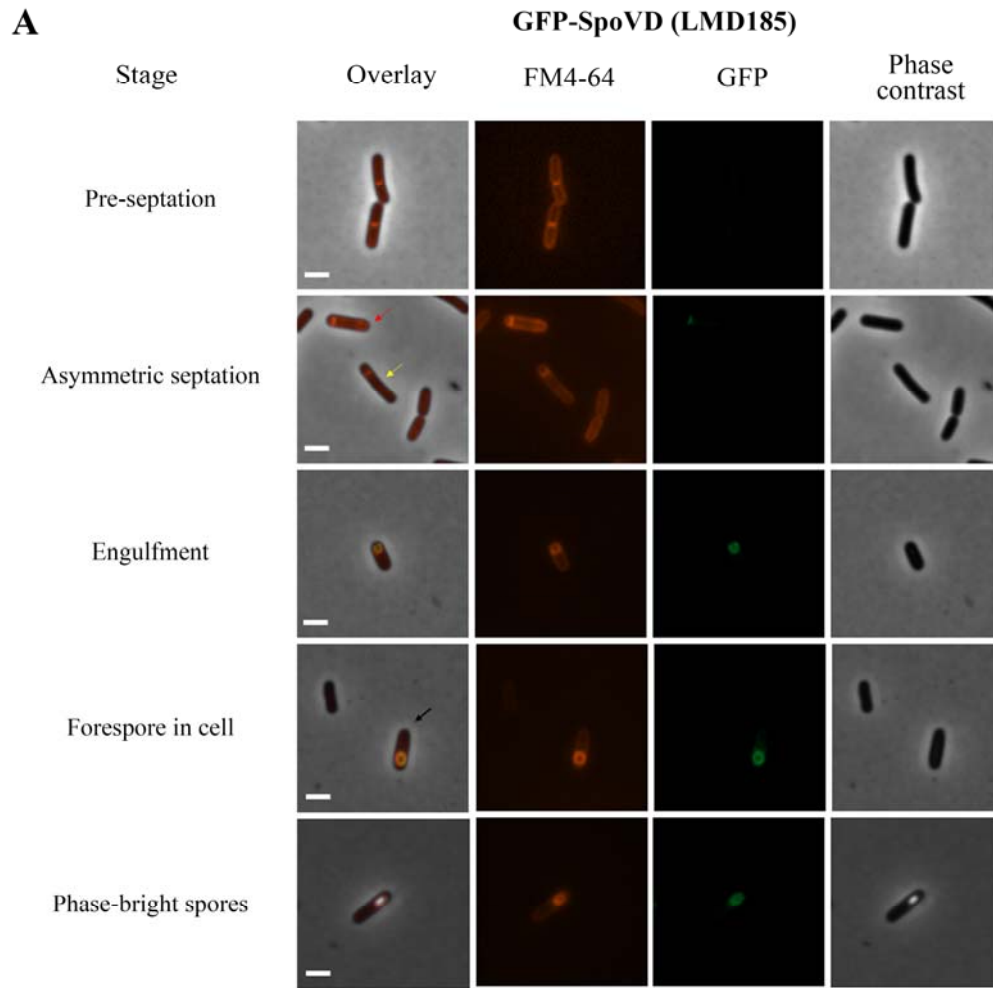 A
GFP-SpoVD (LMD185)
Stage
Overlay
FM4-64
GFP
Phase
contrast
Pre-septation
Asymmetric septation
Engulfment
Forespore in cell
Phase-bright spores